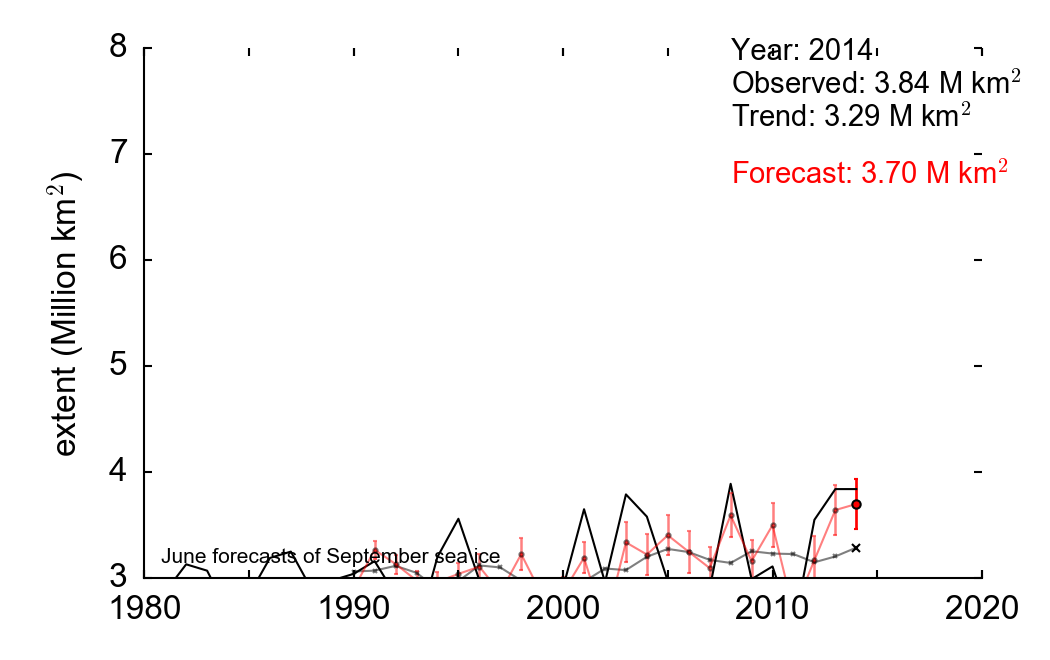 8
7
6
5
4
3
1980 1990 2000 2010 2020
extent (Million km²)
Year: 2014
Observed: 3.84 M km²
Trend: 3.29 M km²
Forecast: 3.70 M km²
June forecasts of September sea ice